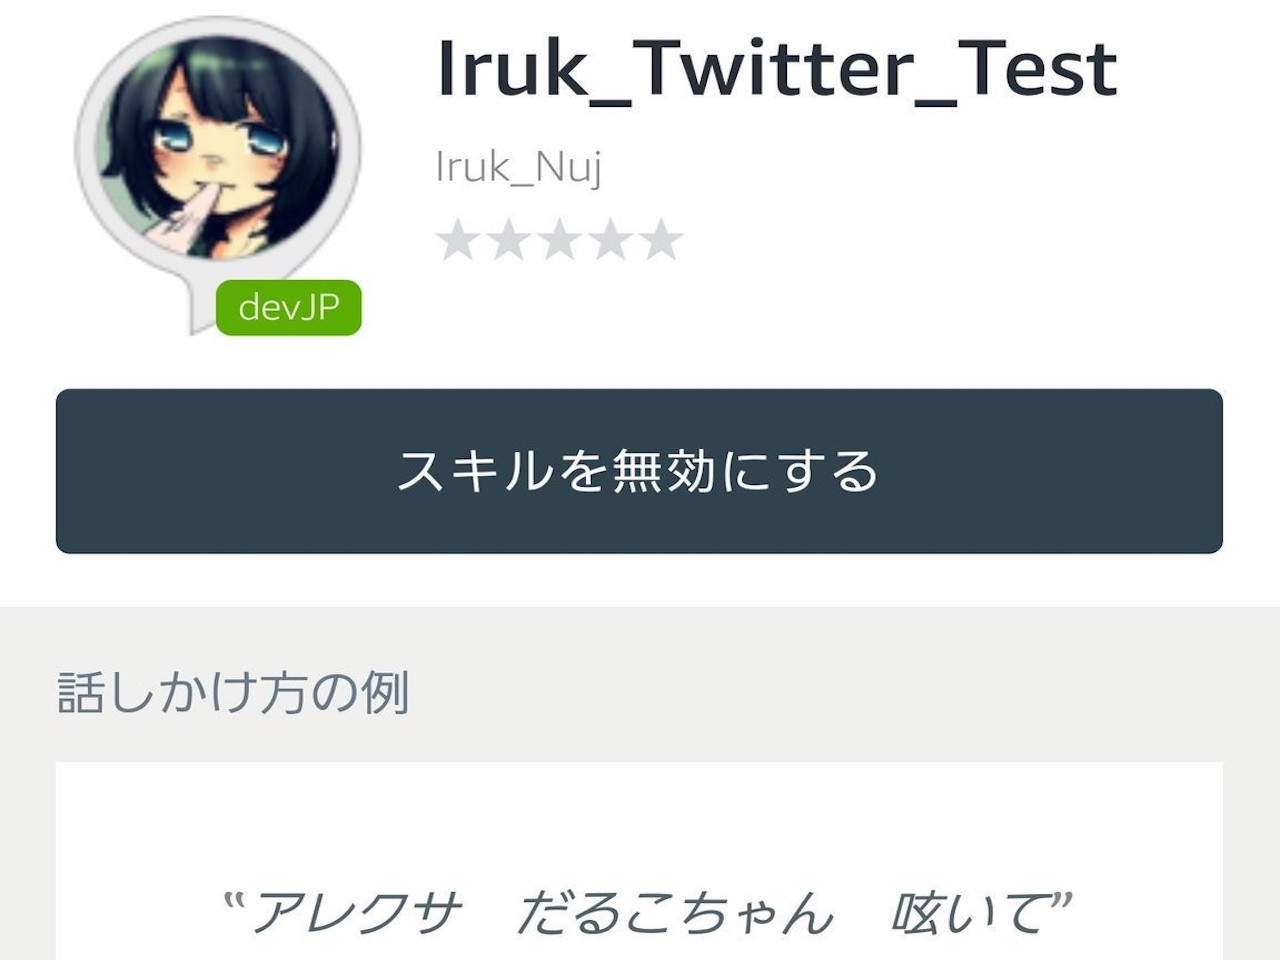 Iruk_Twitter_Test
Iruk_Nuj
devJP
スキルを無効にする
話しかけ方の例
“アレクサ　だるこちゃん　呟いて”